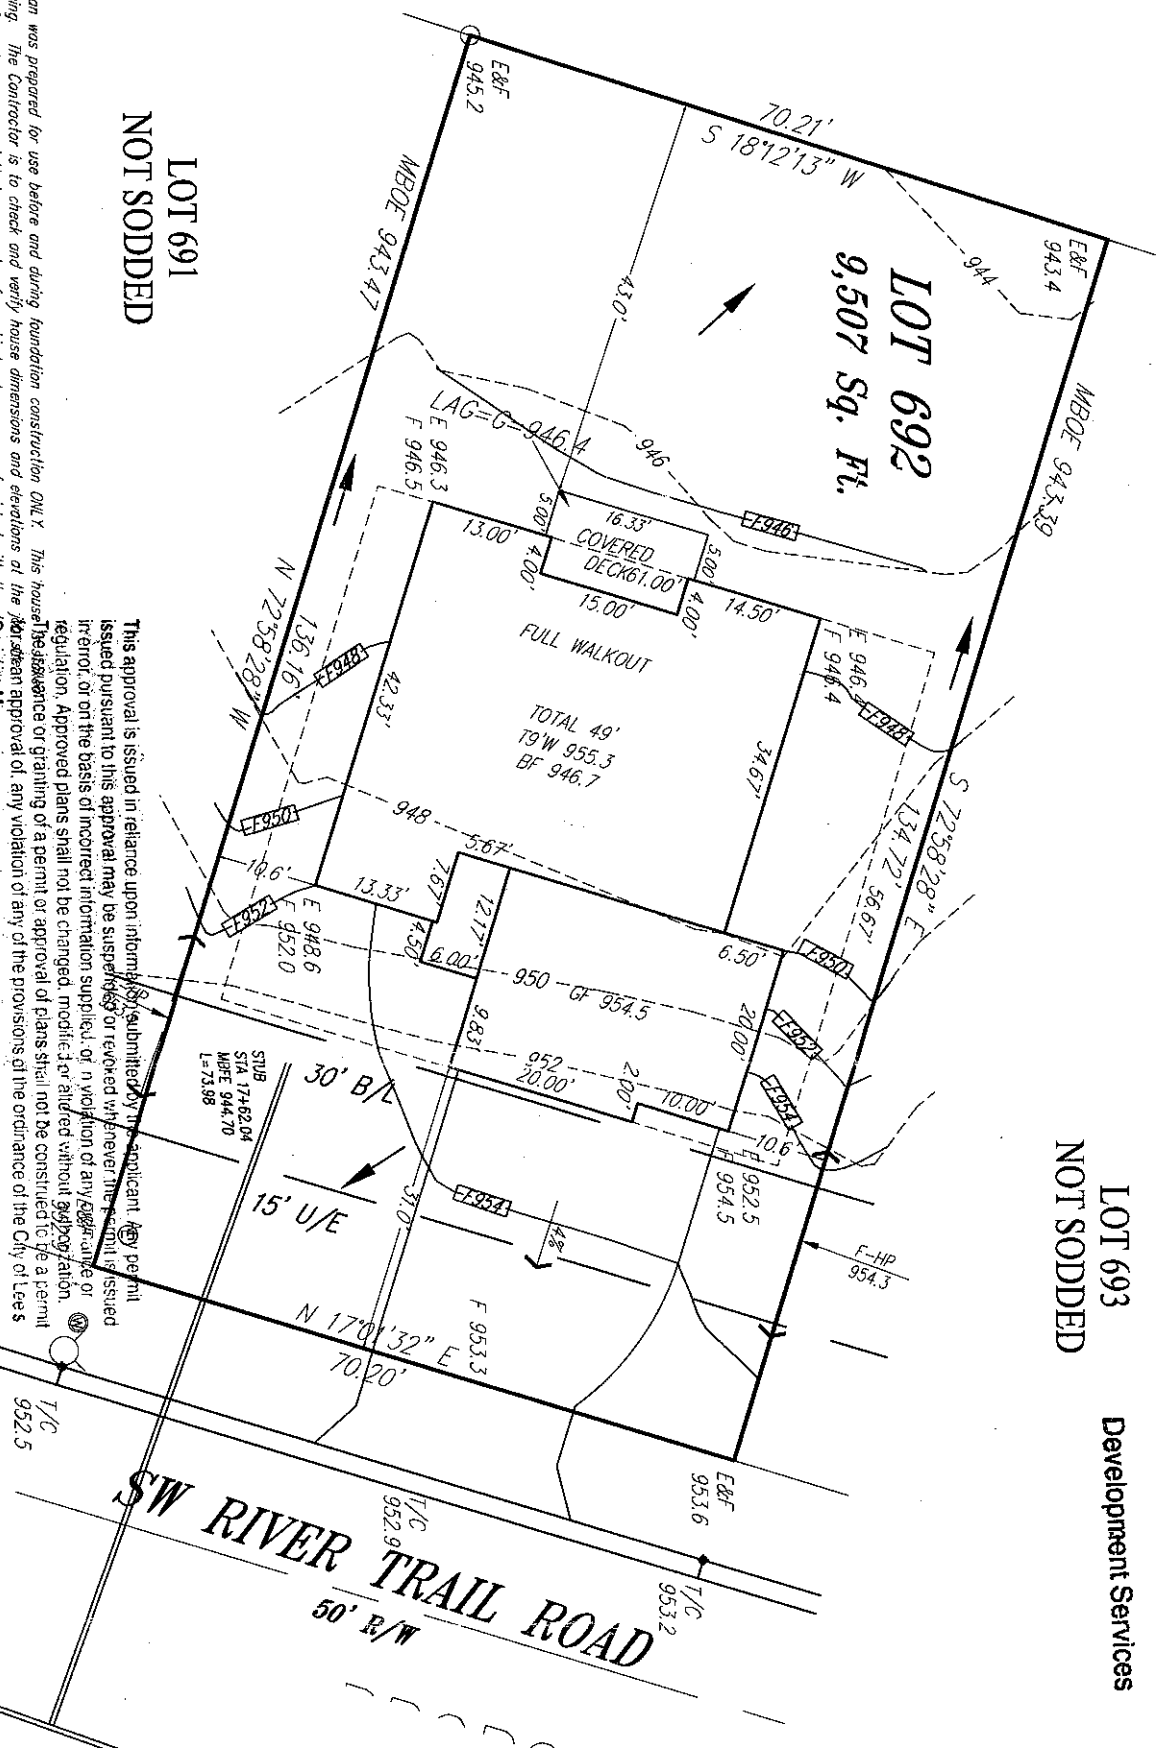 LOT 693
NOT SODDED
Development Services
LOT 692
9,507 Sq. Ft.
LOT 691
NOT SODDED
70.21'
S 18°12'13" W
E&F
943.4
E&F
945.2
944
MBOE 943.39
MBOE 943.47
43.0'
946
F946
LAG=G=946.4
E 946.3
F 946.5
13.00'
5.00'
4.00'
16.33'
COVERED
DECK
61.00'
15.00'
5.00'
4.00'
14.50'
E 946.4
F 946.4
F948
S 72°58'28" E
134.72'
56.67'
34.67'
FULL WALKOUT
TOTAL 49'
T9'W 955.3
BF 946.7
42.33'
F948
N 72°58'28" W
136.16'
F950
948
5.67'
7.67'
12.17'
4.50'
6.00'
9.83'
13.33'
10.6'
F952
E 948.6
F 952.0
950
GF 954.5
6.50'
20.00'
F950
F952
F954
952
20.00'
2.00'
10.00'
10.6
E 952.5
F 954.5
F-HP
954.3
30' B/L
STUB
STA 17+62.04
MBFE 944.70
L=73.98
15' U/E
31.0'
F954
4%
F 953.3
N 17°01'32" E
70.20'
E&F
953.6
T/C
953.2
T/C
952.9
T/C
952.5
W
SW RIVER TRAIL ROAD
50' R/W
This approval is issued in reliance upon information submitted by the applicant. Any permit
issued pursuant to this approval may be suspended or revoked whenever the permit is issued
in error, or on the basis of incorrect information supplied, or in violation of any ordinance or
regulation. Approved plans shall not be changed, modified or altered without authorization.
The issuance or granting of a permit or approval of plans shall not be construed to be a permit
for, or an approval of, any violation of any of the provisions of the ordinance of the City of Lee's
an was prepared for use before and during foundation construction ONLY. This house
ing. The Contractor is to check and verify house dimensions and elevations at the